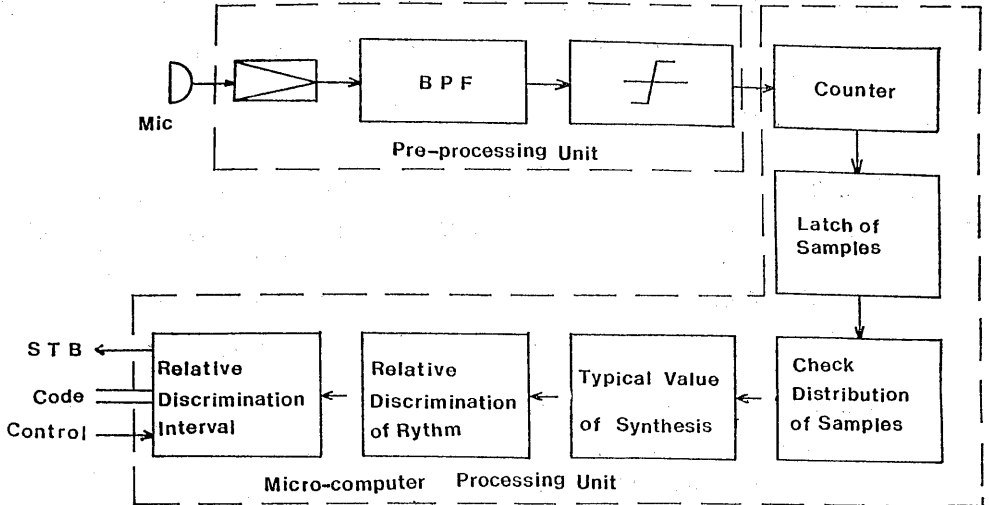 BPF
Counter
Mic
Pre-processing Unit
Latch of
Samples
STB
Code
Control
Relative
Discrimination
Interval
Relative
Discrimination
of Rythm
Typical Value
of Synthesis
Check
Distribution
of Samples
Micro-computer Processing Unit